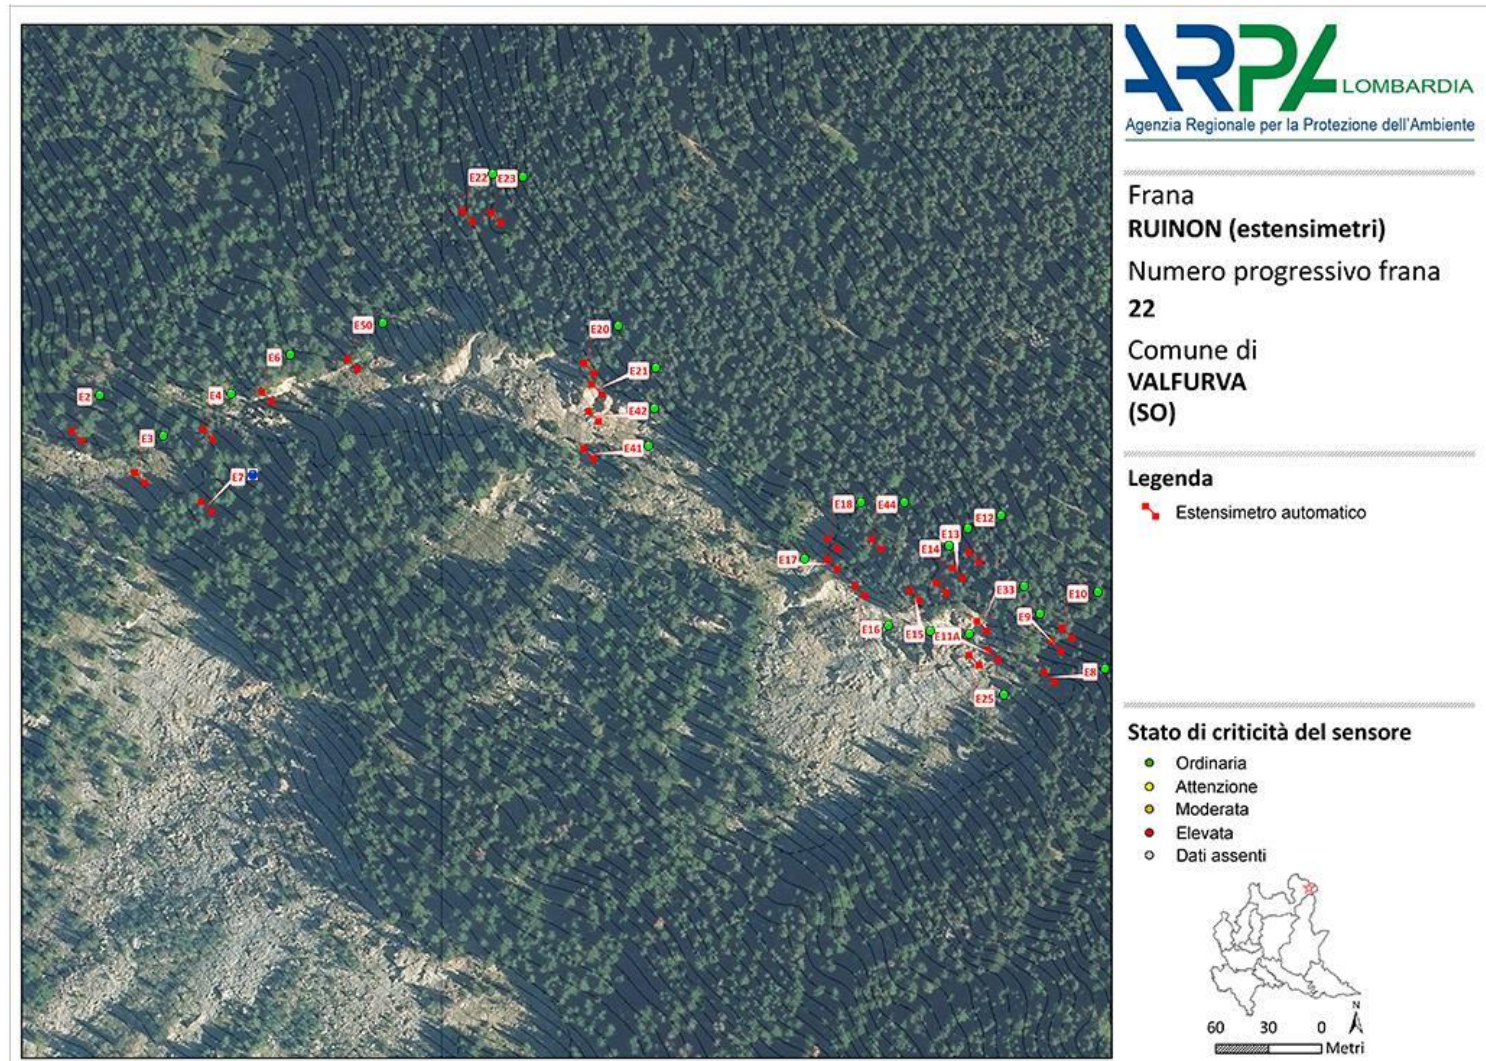 ARPA LOMBARDIA
Agenzia Regionale per la Protezione dell'Ambiente
Frana
RUINON (estensimetri)
Numero progressivo frana
22
Comune di
VALFURVA
(SO)
Legenda
Estensimetro automatico
Stato di criticità del sensore
Ordinaria
Attenzione
Moderata
Elevata
Dati assenti
N
60 30 0
Metri
E22 E23
E50
E20
E6
E21
E2
E4
E42
E3
E41
E7
E18 E44
E12
E13
E14
E17
E33
E10
E9
E16
E15 E11A
E8
E25